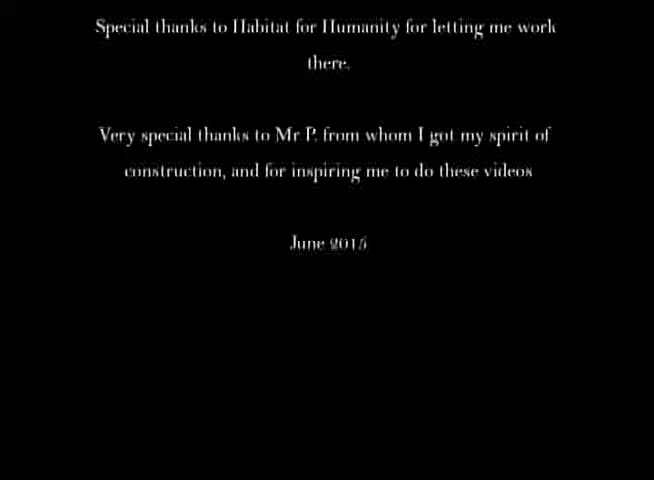 Special thanks to Habitat for Humanity for letting me work
there.
Very special thanks to Mr P. from whom I got my spirit of
construction, and for inspiring me to do these videos
June 2015